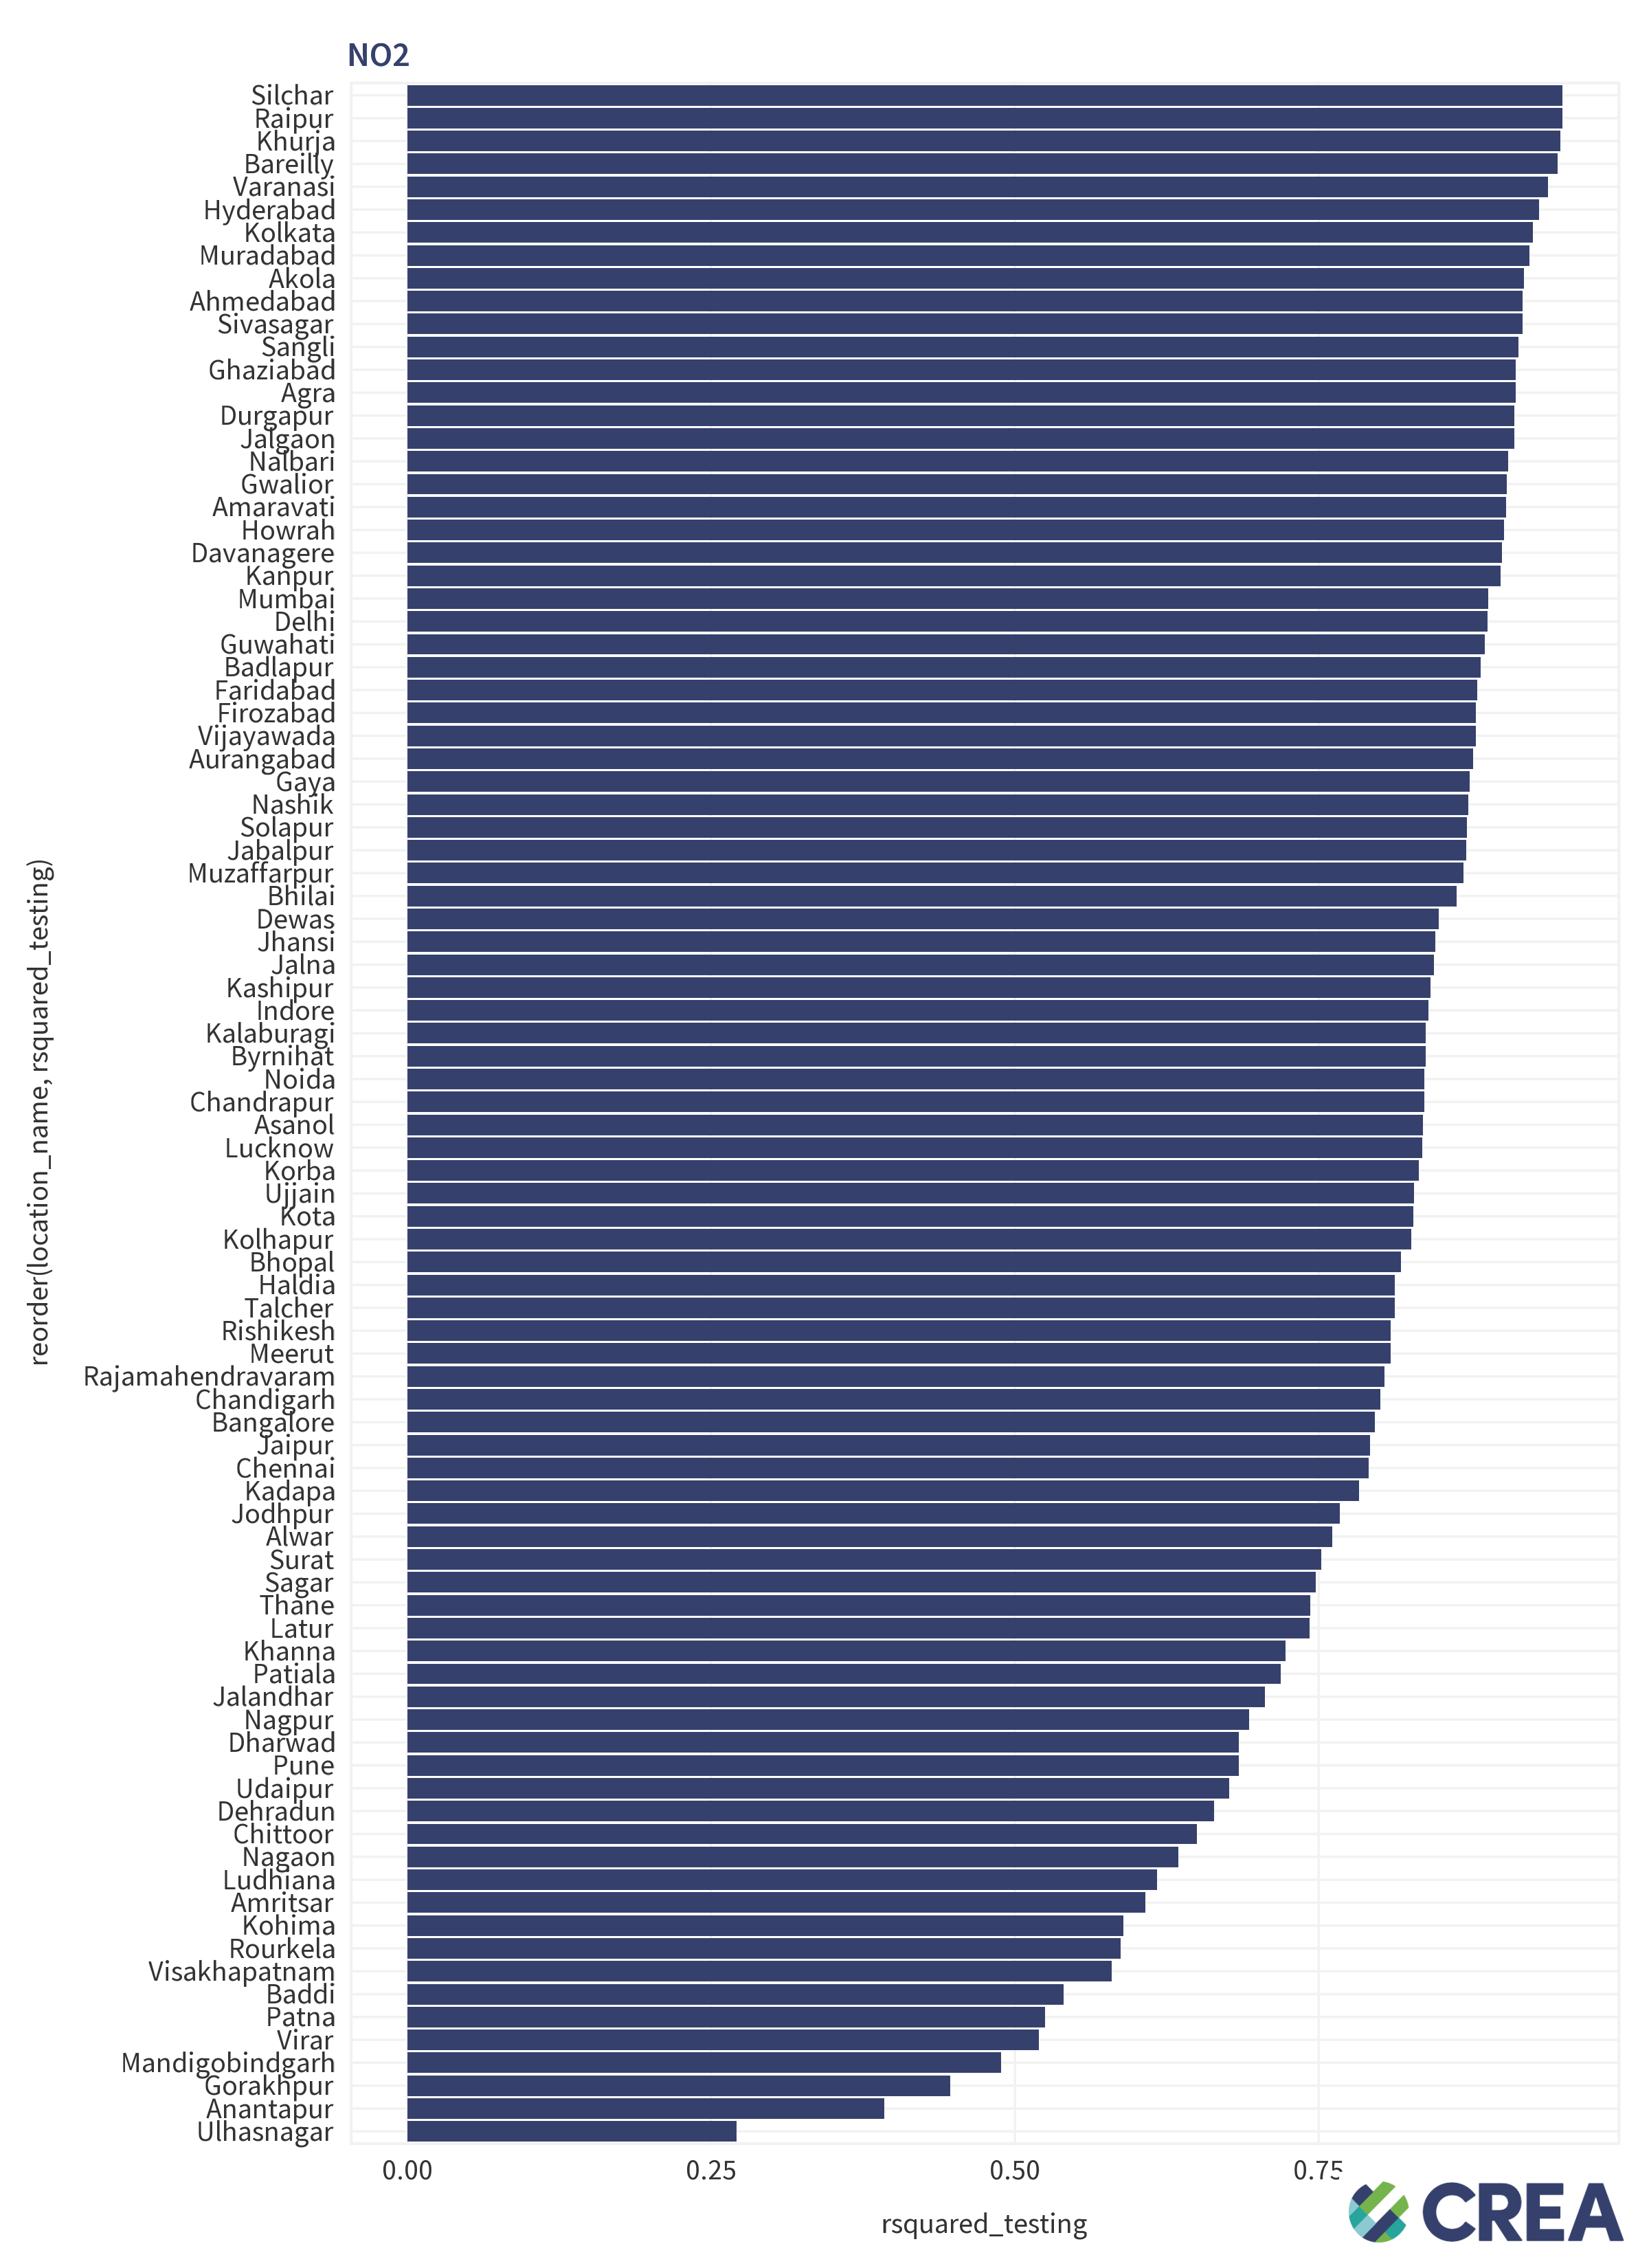 NO2
Silchar
Raipur
Khurja
Bareilly
Varanasi
Hyderabad
Kolkata
Muradabad
Akola
Ahmedabad
Sivasagar
Sangli
Ghaziabad
Agra
Durgapur
Jalgaon
Nalbari
Gwalior
Amaravati
Howrah
Davanagere
Kanpur
Mumbai
Delhi
Guwahati
Badlapur
Faridabad
Firozabad
Vijayawada
Aurangabad
Gaya
Nashik
Solapur
Jabalpur
Muzaffarpur
Bhilai
Dewas
Jhansi
Jalna
Kashipur
Indore
Kalaburagi
Byrnihat
Noida
Chandrapur
Asanol
Lucknow
Korba
Ujjain
Kota
Kolhapur
Bhopal
Haldia
Talcher
Rishikesh
Meerut
Rajamahendravaram
Chandigarh
Bangalore
Jaipur
Chennai
Kadapa
Jodhpur
Alwar
Surat
Sagar
Thane
Latur
Khanna
Patiala
Jalandhar
Nagpur
Dharwad
Pune
Udaipur
Dehradun
Chittoor
Nagaon
Ludhiana
Amritsar
Kohima
Rourkela
Visakhapatnam
Baddi
Patna
Virar
Mandigobindgarh
Gorakhpur
Anantapur
Ulhasnagar
reorder(location_name, rsquared_testing)
0.00 0.25 0.50 0.75
rsquared_testing
CREA